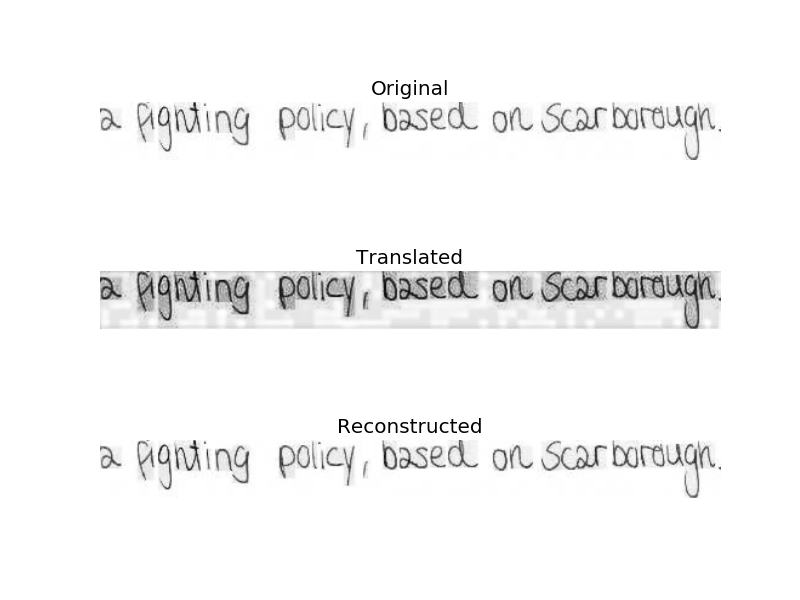 Original
a fighting policy, based on Scarborough.
Translated
a fighting policy, based on Scarborough.
Reconstructed
a fighting policy, based on Scarborough.